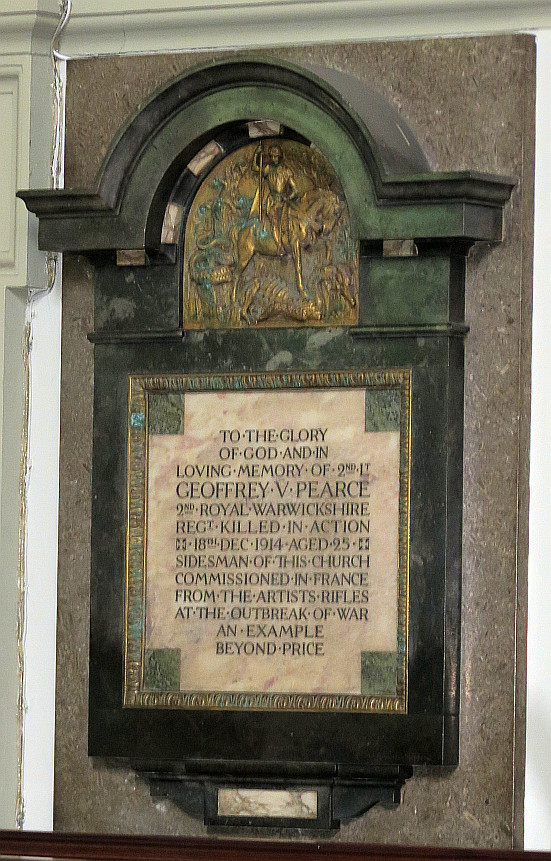 TO·THE·GLORY
OF·GOD·AND·IN
LOVING·MEMORY·OF·2ND·LT
GEOFFREY·V·PEARCE
2ND·ROYAL·WARWICKSHIRE
REGT·KILLED·IN·ACTION
·18TH·DEC·1914·AGED·25·
SIDESMAN·OF·THIS·CHURCH
COMMISSIONED·IN·FRANCE
FROM·THE·ARTISTS·RIFLES
AT·THE·OUTBREAK·OF·WAR
AN·EXAMPLE
BEYOND·PRICE